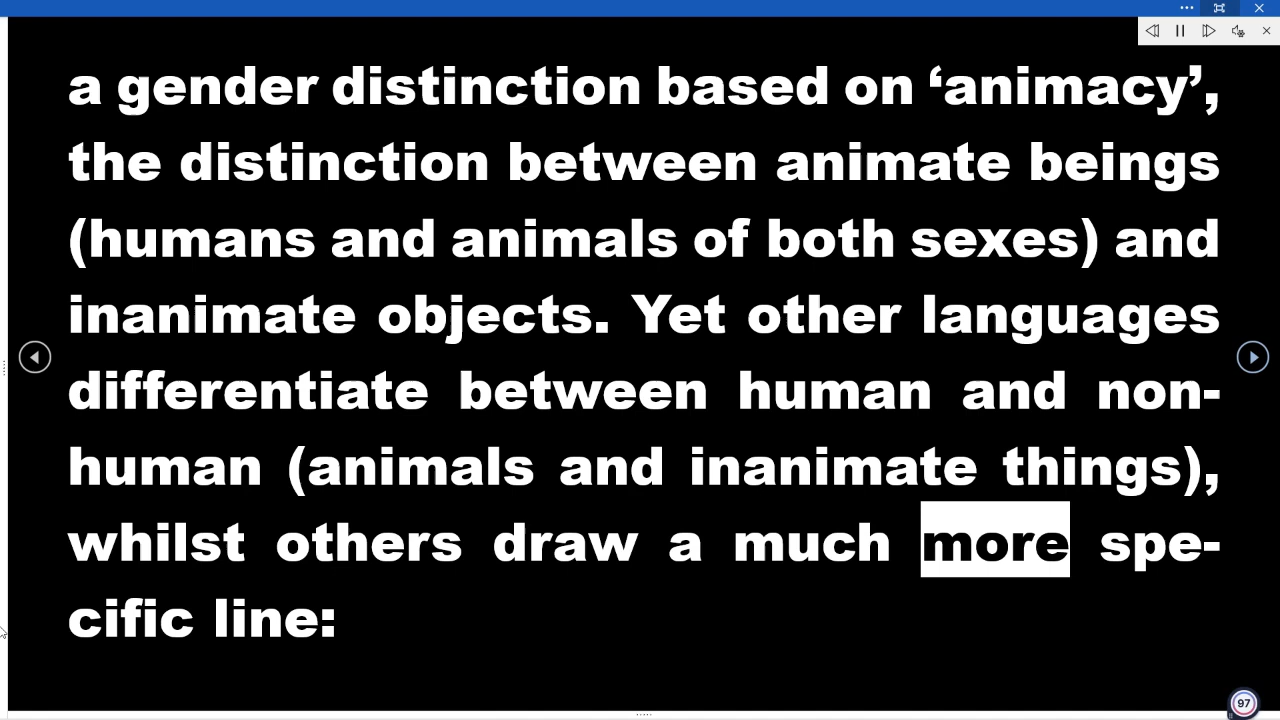 a gender distinction based on ‘animacy’,
the distinction between animate beings
(humans and animals of both sexes) and
inanimate objects. Yet other languages
differentiate between human and non-
human (animals and inanimate things),
whilst others draw a much more spe-
cific line:
97